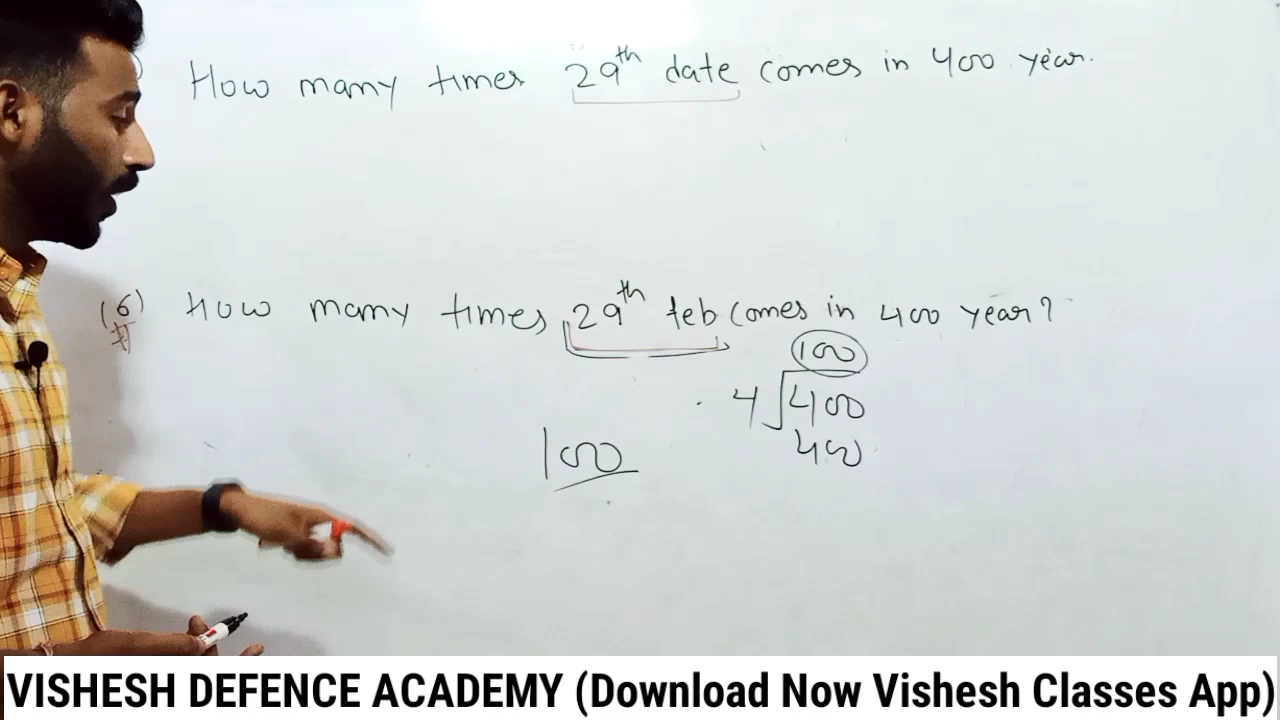 ) How many times 29th date comes in 400 year.
(6) How many times 29th feb comes in 400 year?
100
4 400
100 400
VISHESH DEFENCE ACADEMY (Download Now Vishesh Classes App)